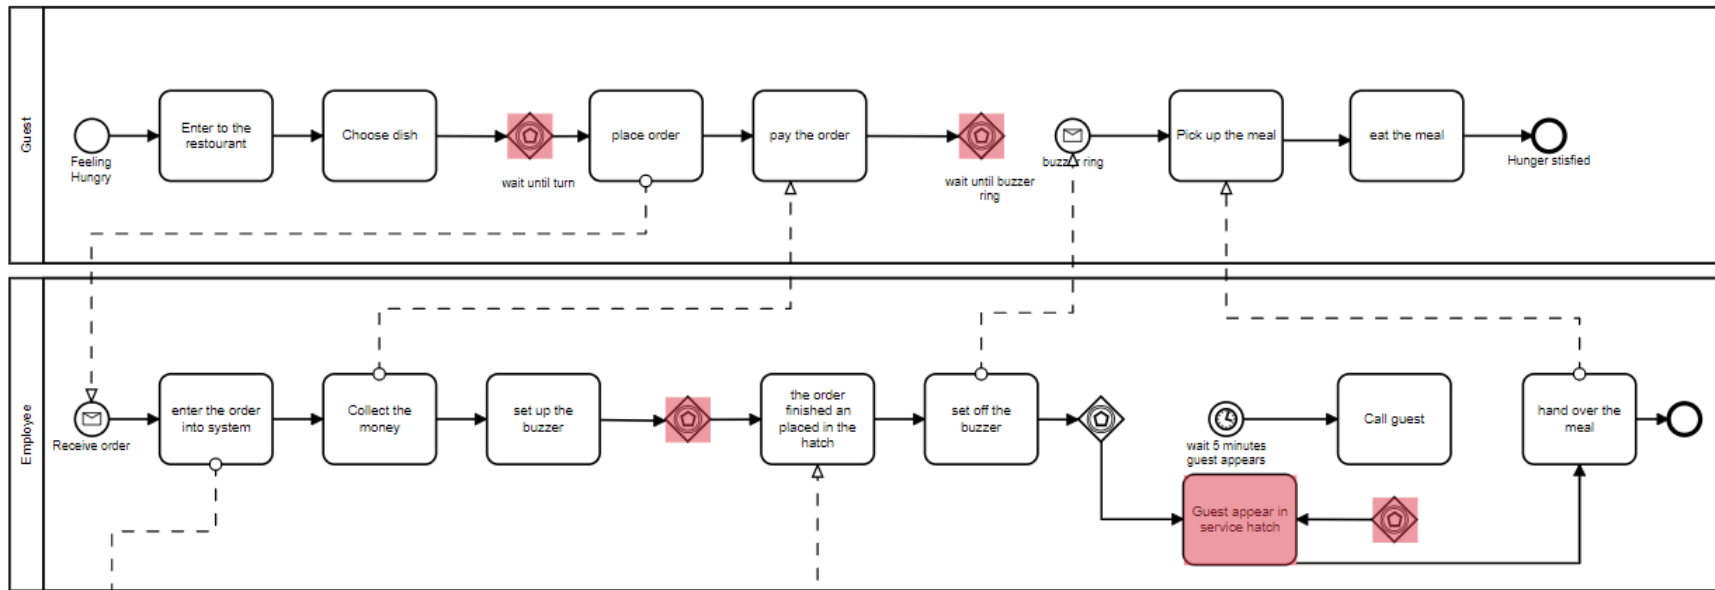 Guest
Enter to the
restourant
Choose dish
place order
pay the order
Pick up the meal
eat the meal
Feeling
Hungry
wait until turn
wait until buzzer
ring
buzzer ring
Hunger stisfied
Employee
Receive order
enter the order
into system
Collect the
money
set up the
buzzer
the order
finished an
placed in the
hatch
set off the
buzzer
wait 5 minutes
guest appears
Call guest
hand over the
meal
Guest appear in
service hatch